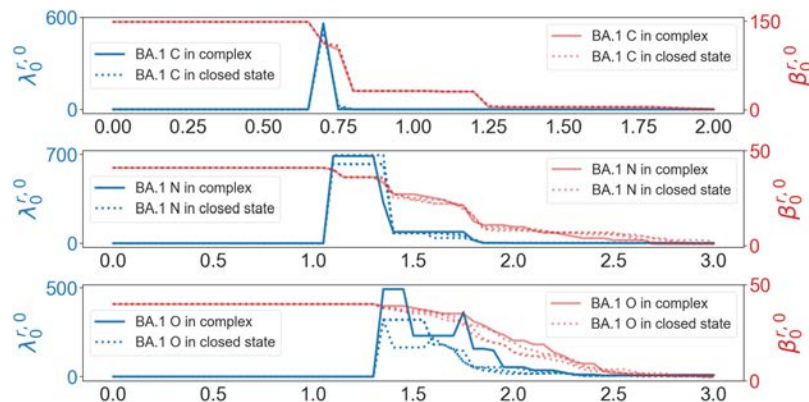 600
150
BA.1 C in complex
BA.1 C in closed state
BA.1 C in complex
BA.1 C in closed state
λ₀^{r,0}
β₀^{r,0}
0
0
0.00 0.25 0.50 0.75 1.00 1.25 1.50 1.75 2.00
700
50
BA.1 N in complex
BA.1 N in closed state
BA.1 N in complex
BA.1 N in closed state
λ₀^{r,0}
β₀^{r,0}
0
0
0.0 0.5 1.0 1.5 2.0 2.5 3.0
500
50
BA.1 O in complex
BA.1 O in closed state
BA.1 O in complex
BA.1 O in closed state
λ₀^{r,0}
β₀^{r,0}
0
0
0.0 0.5 1.0 1.5 2.0 2.5 3.0